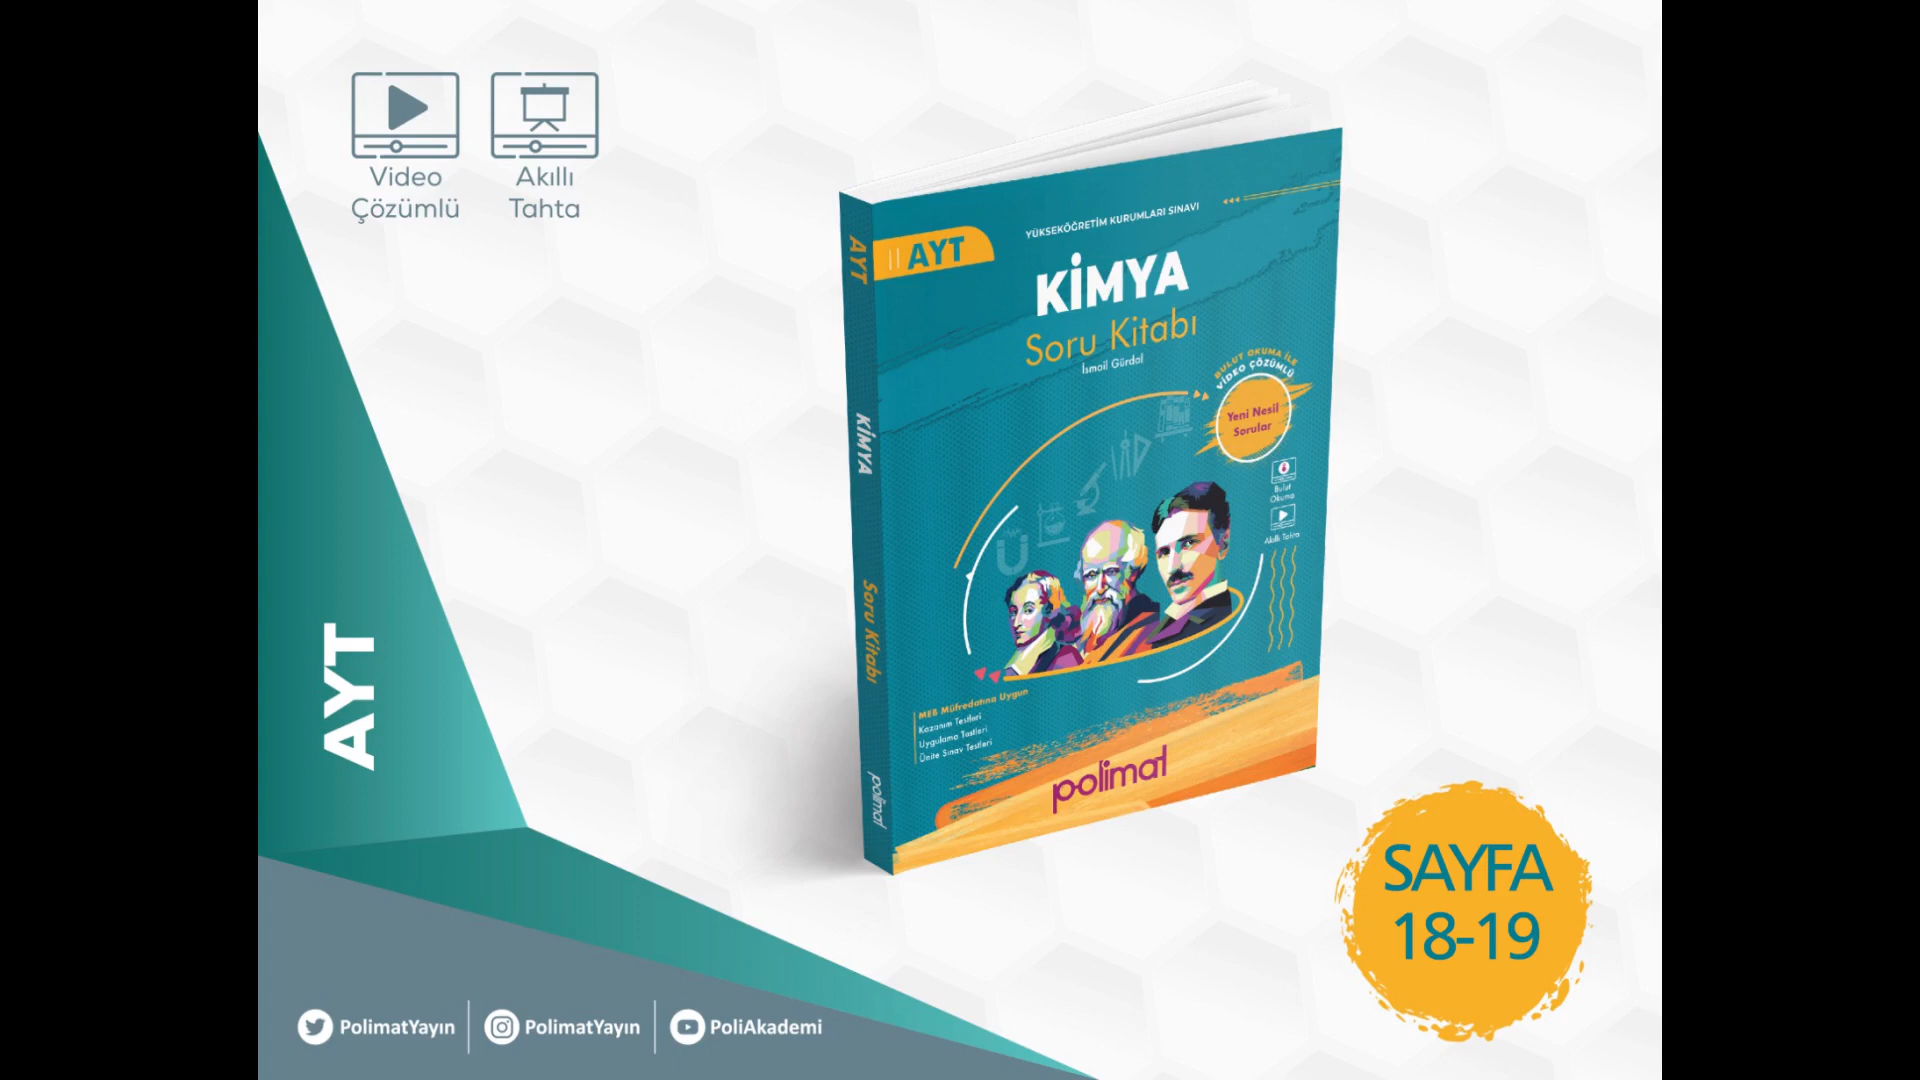 Video
Çözümlü
Akıllı
Tahta
AYT
YÜKSEKÖĞRETİM KURUMLARI SINAVI
AYT
KİMYA
Soru Kitabı
İsmail Gürdal
BULUT OKUMA İLE
VİDEO ÇÖZÜMLÜ
Yeni Nesil
Sorular
Bulut
Okuma
Akıllı Tahta
MEB Müfredatına Uygun
Kazanım Testleri
Uygulama Testleri
Ünite Sınav Testleri
polimat
AYT
KİMYA
Soru Kitabı
polimat
SAYFA
18-19
PolimatYayın
PolimatYayın
PoliAkademi